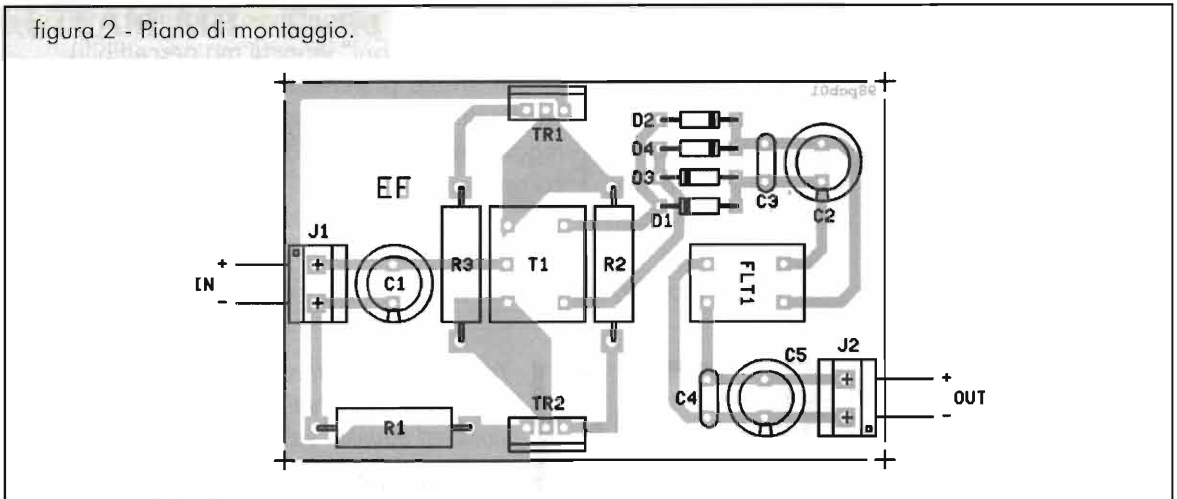 figura 2 - Piano di montaggio.
98pcb01
TR1
D2
D4
D3
D1
C3
C2
EF
J1
+
IN
-
C1
R3
T1
R2
FLT1
J2
+
OUT
-
C5
C4
TR2
R1